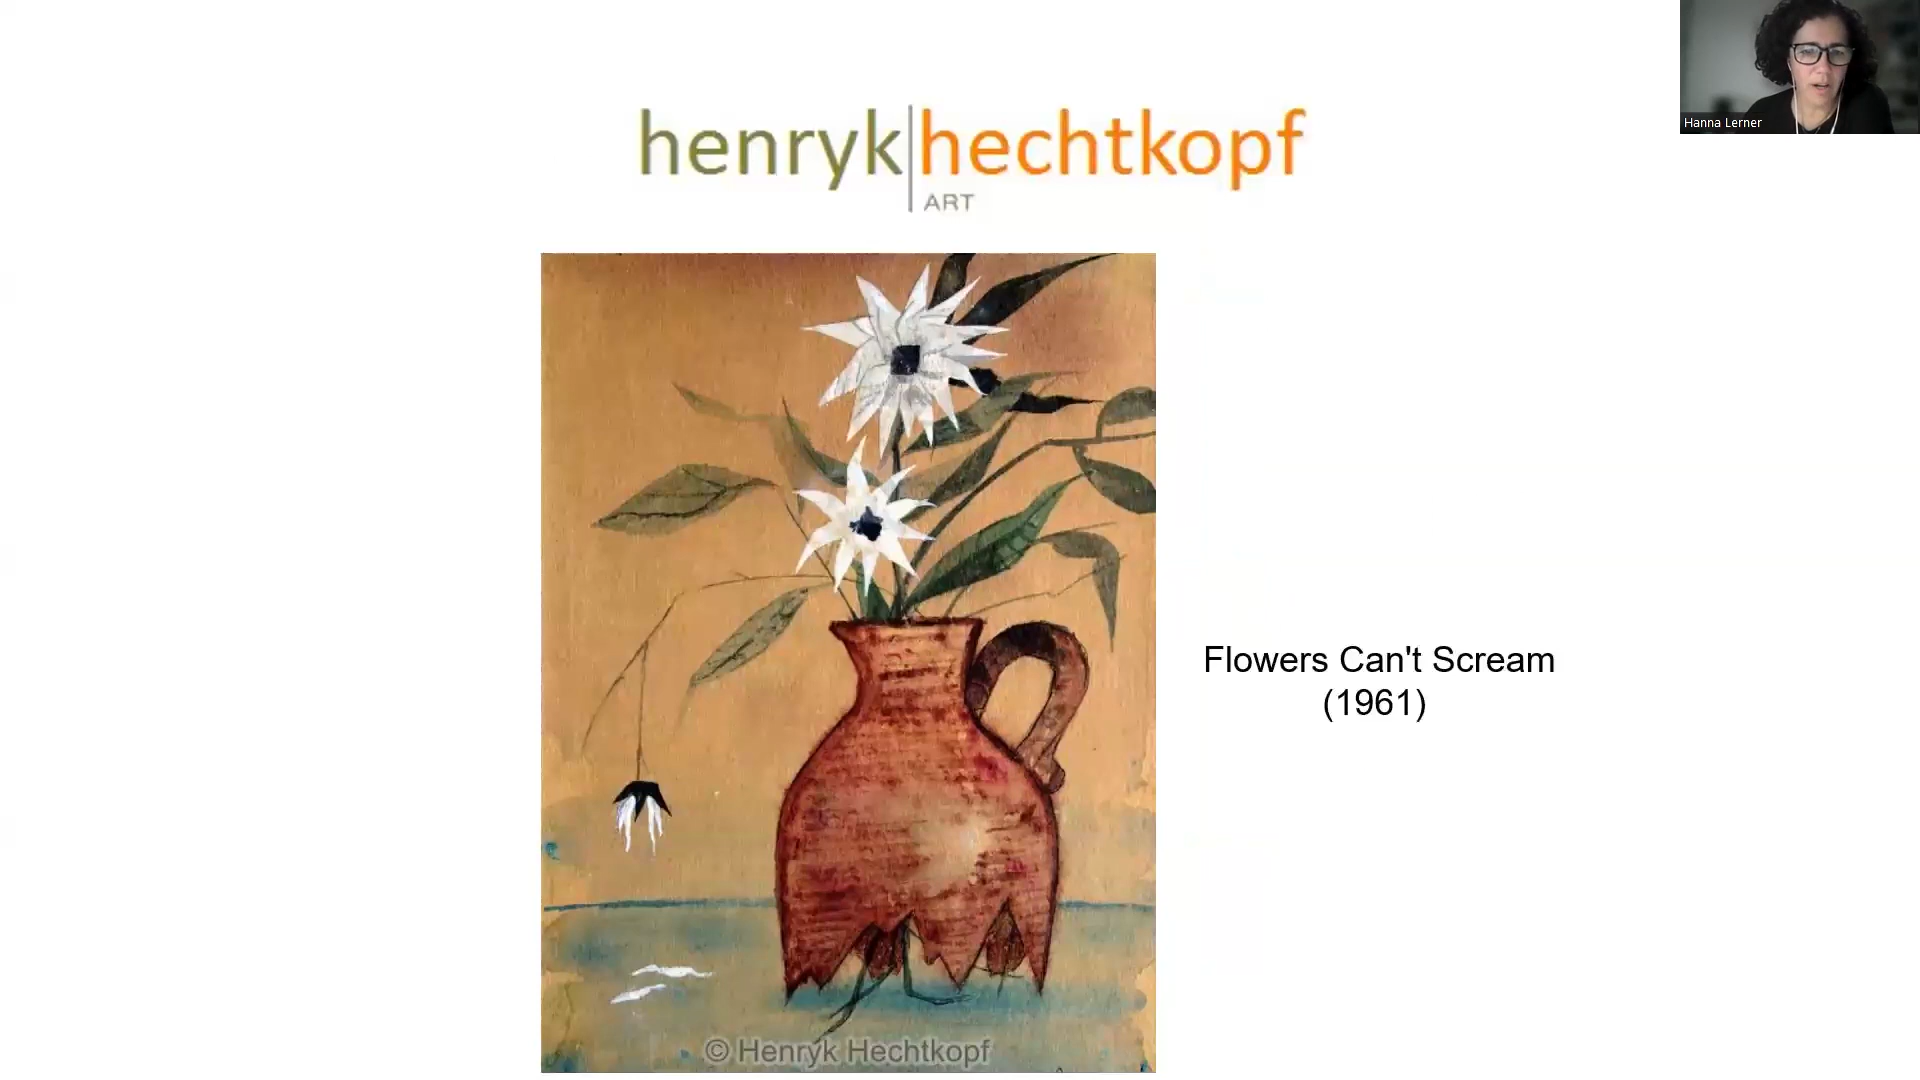 henryk hechtkopf
ART
Hanna Lerner
Flowers Can't Scream
(1961)
© Henryk Hechtkopf